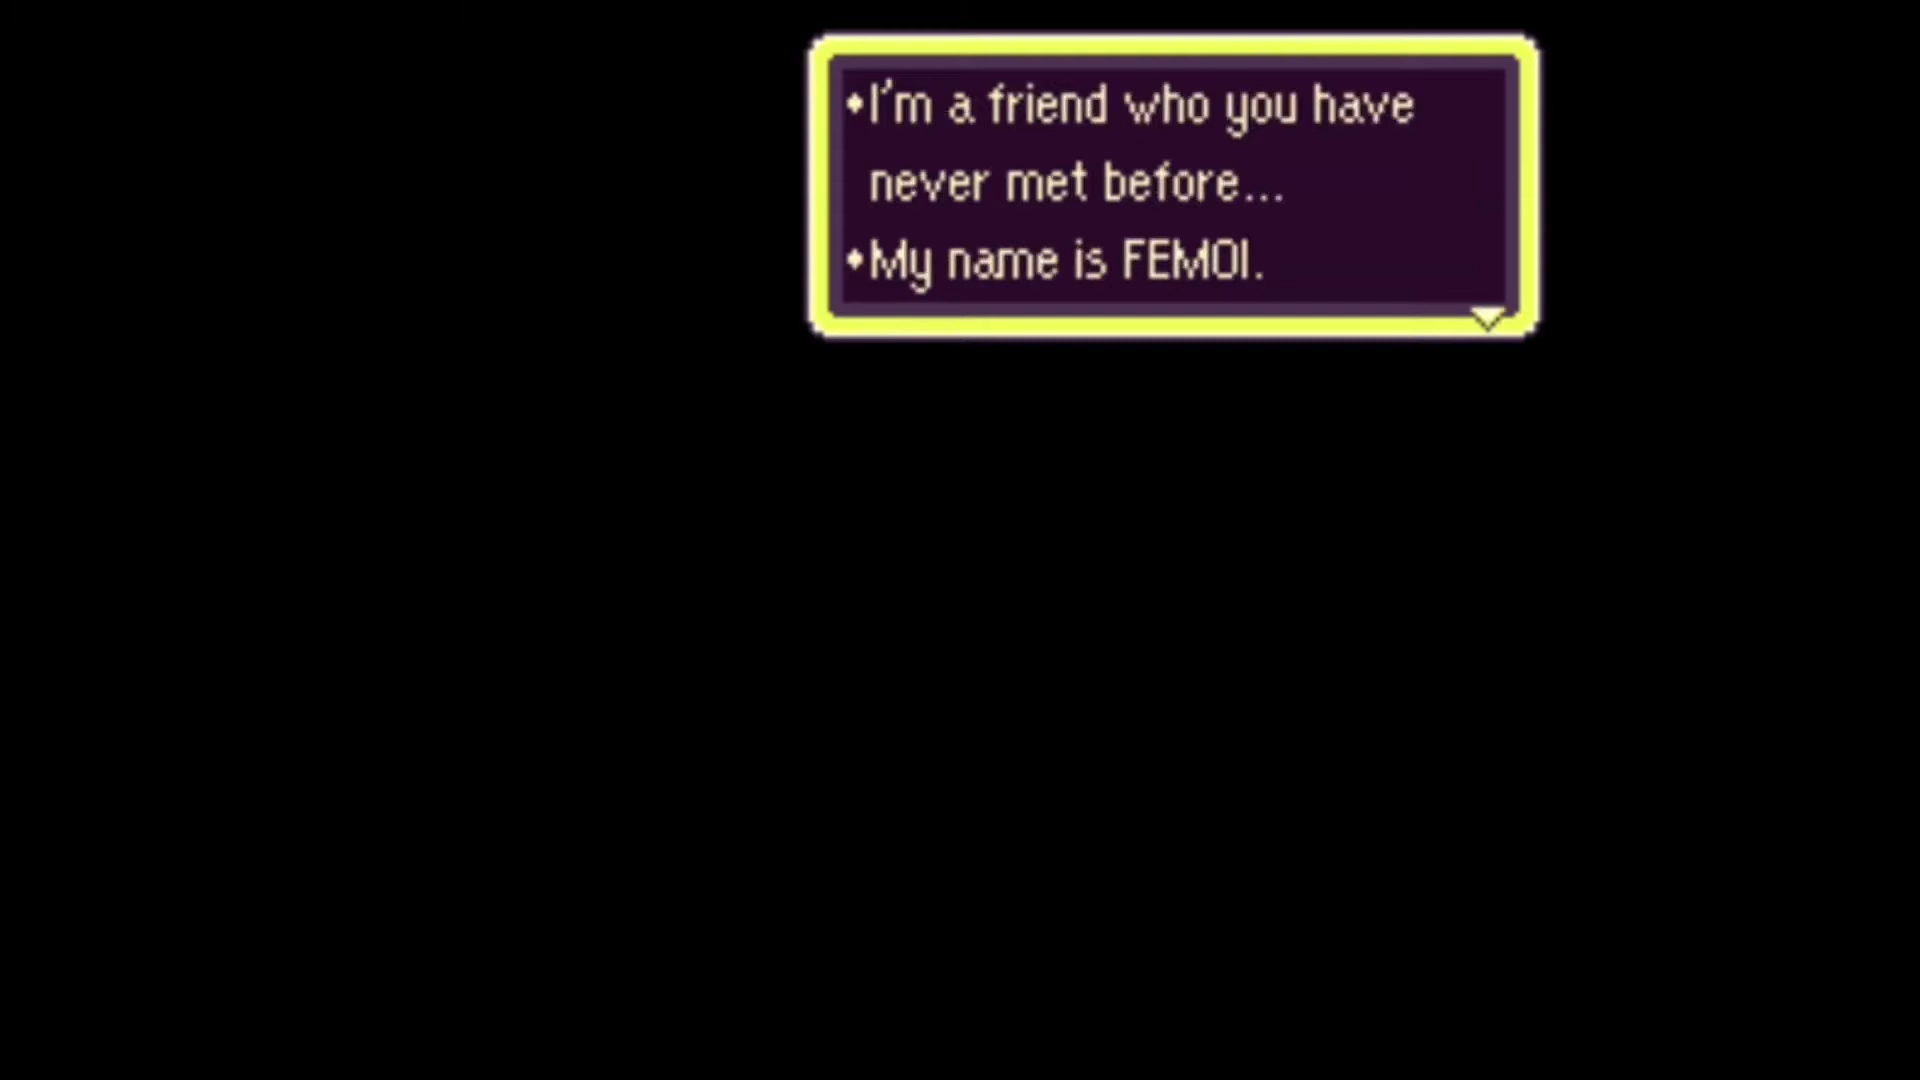 •I'm a friend who you have
never met before...
•My name is FEMOI.